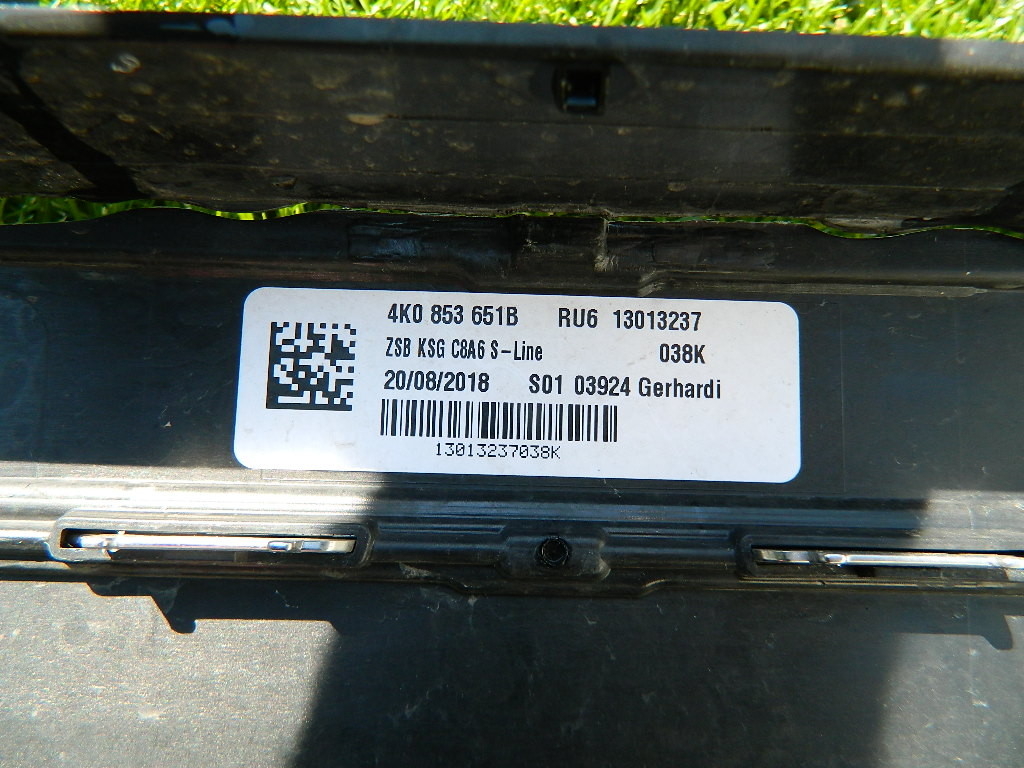 4K0 853 651B RU6 13013237
ZSB KSG C8A6 S-Line 038K
20/08/2018 S01 03924 Gerhardi
13013237038K